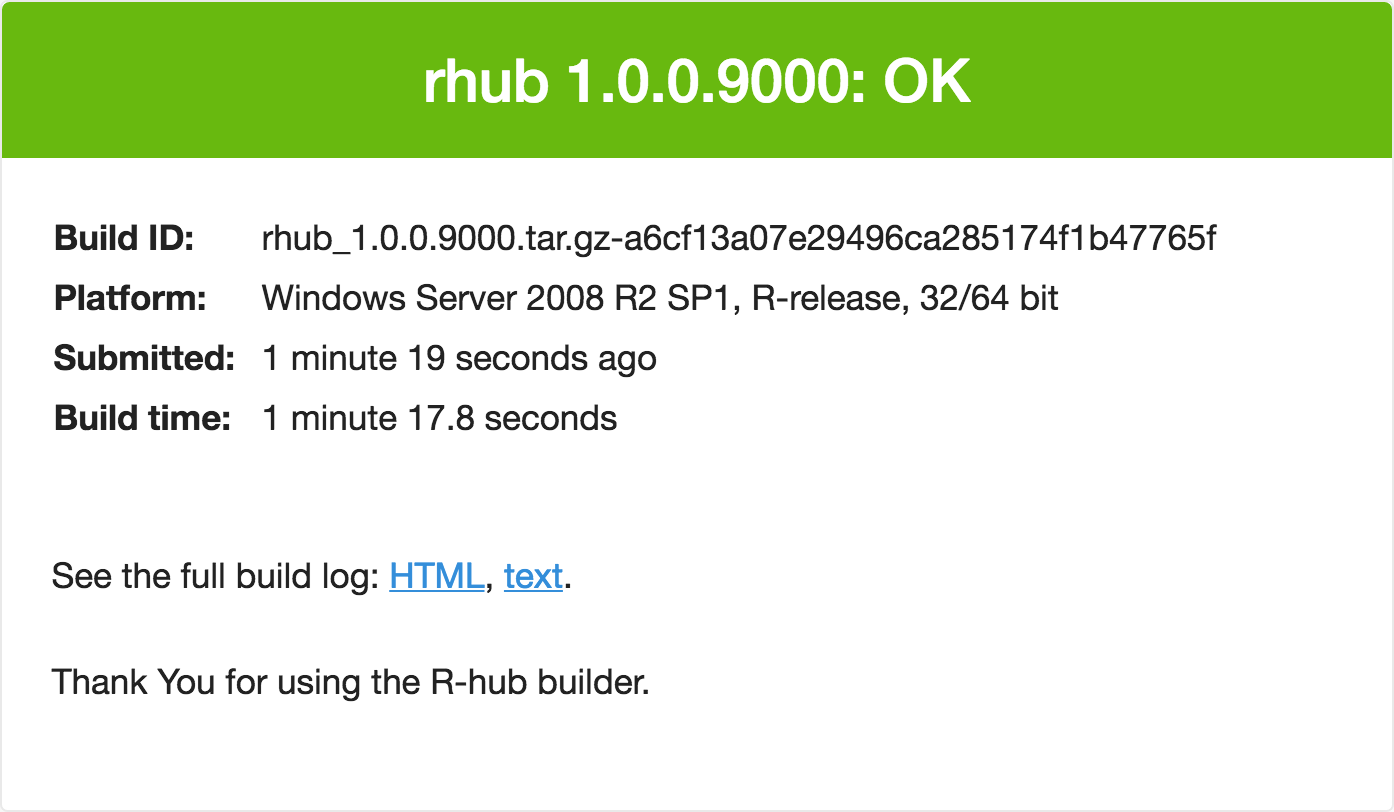 rhub 1.0.0.9000: OK
Build ID: rhub_1.0.0.9000.tar.gz-a6cf13a07e29496ca285174f1b47765f
Platform: Windows Server 2008 R2 SP1, R-release, 32/64 bit
Submitted: 1 minute 19 seconds ago
Build time: 1 minute 17.8 seconds
See the full build log: HTML, text.
Thank You for using the R-hub builder.